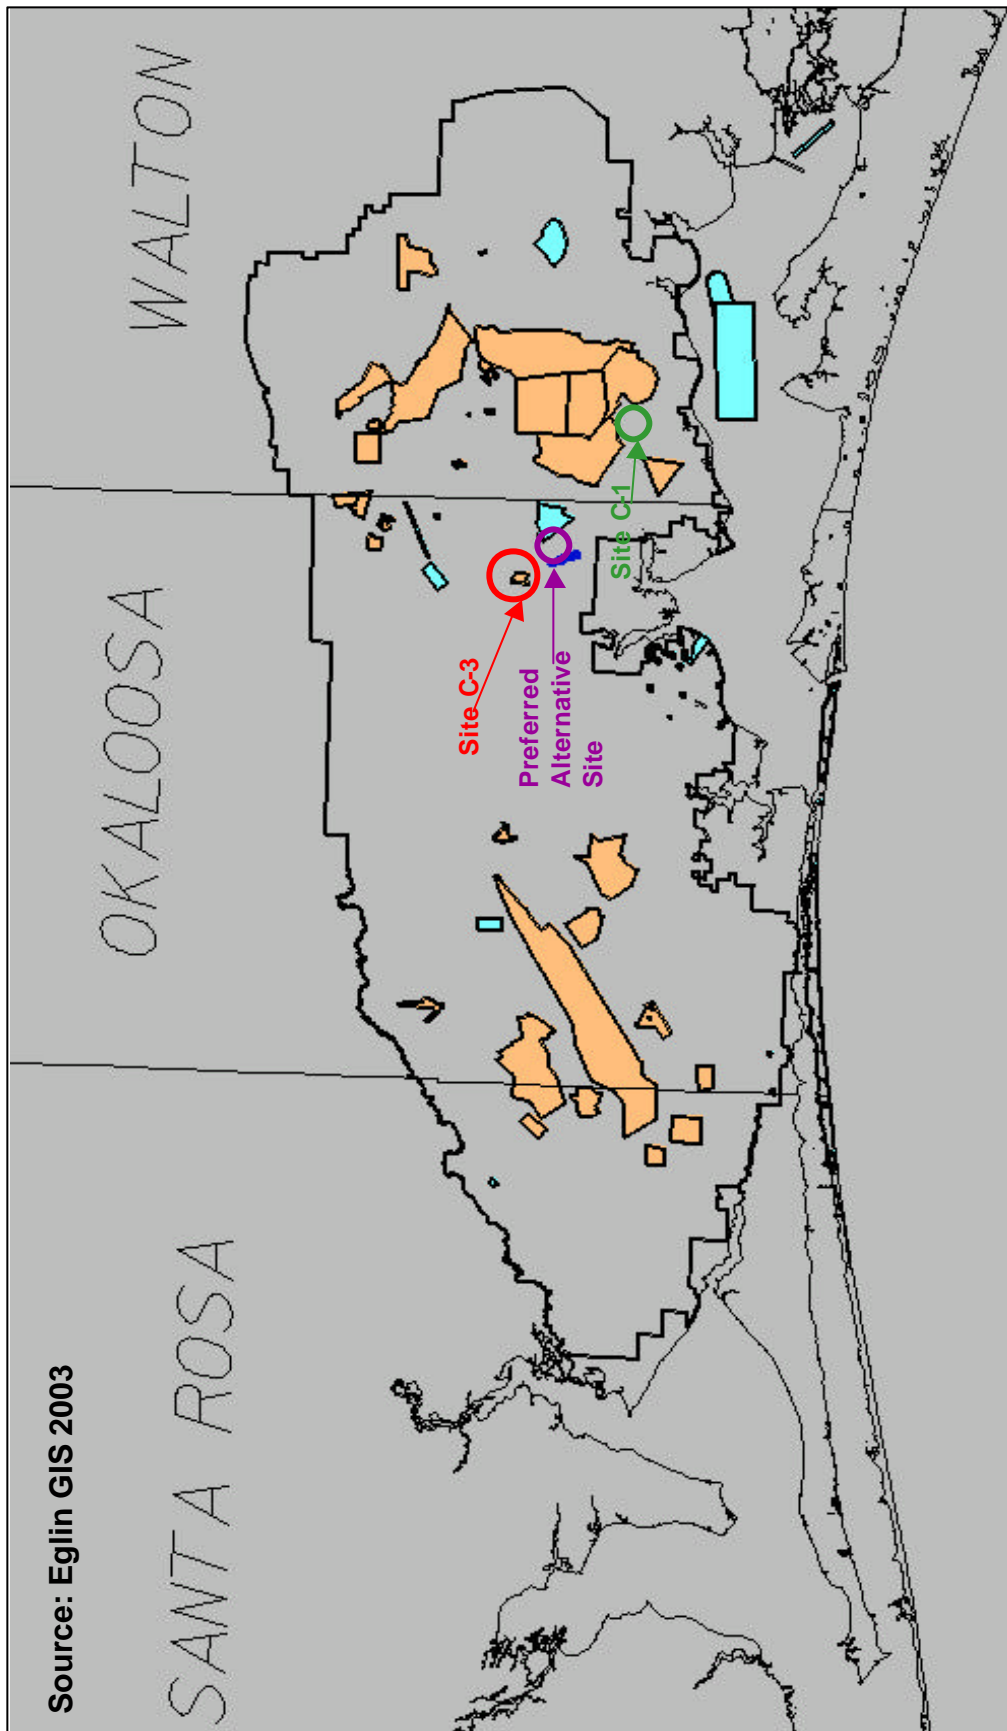 Source: Eglin GIS 2003
SANTA ROSA
OKALOOSA
WALTON
Site C-3
Preferred
Alternative
Site
Site C-1